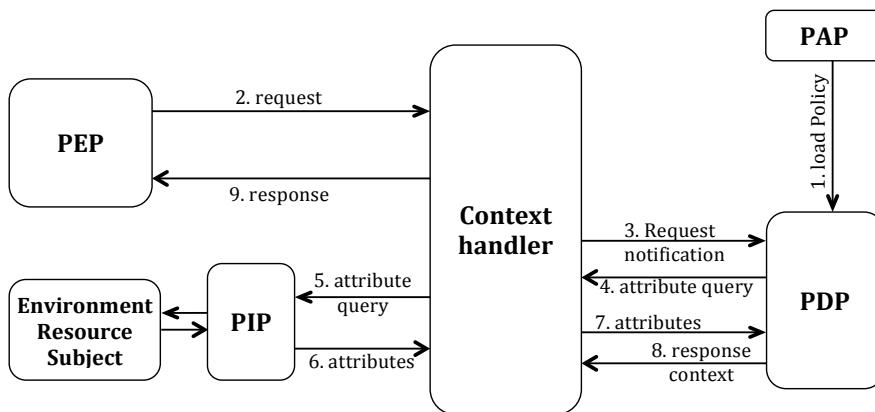 PAP
1. load Policy
2. request
PEP
9. response
Context
handler
3. Request
notification
4. attribute query
PDP
5. attribute
query
Environment
Resource
Subject
PIP
7. attributes
6. attributes
8. response
context